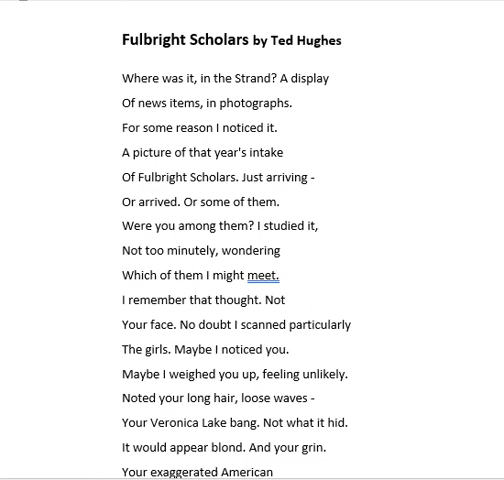 Fulbright Scholars by Ted Hughes
Where was it, in the Strand? A display
Of news items, in photographs.
For some reason I noticed it.
A picture of that year's intake
Of Fulbright Scholars. Just arriving -
Or arrived. Or some of them.
Were you among them? I studied it,
Not too minutely, wondering
Which of them I might meet.
I remember that thought. Not
Your face. No doubt I scanned particularly
The girls. Maybe I noticed you.
Maybe I weighed you up, feeling unlikely.
Noted your long hair, loose waves -
Your Veronica Lake bang. Not what it hid.
It would appear blond. And your grin.
Your exaggerated American